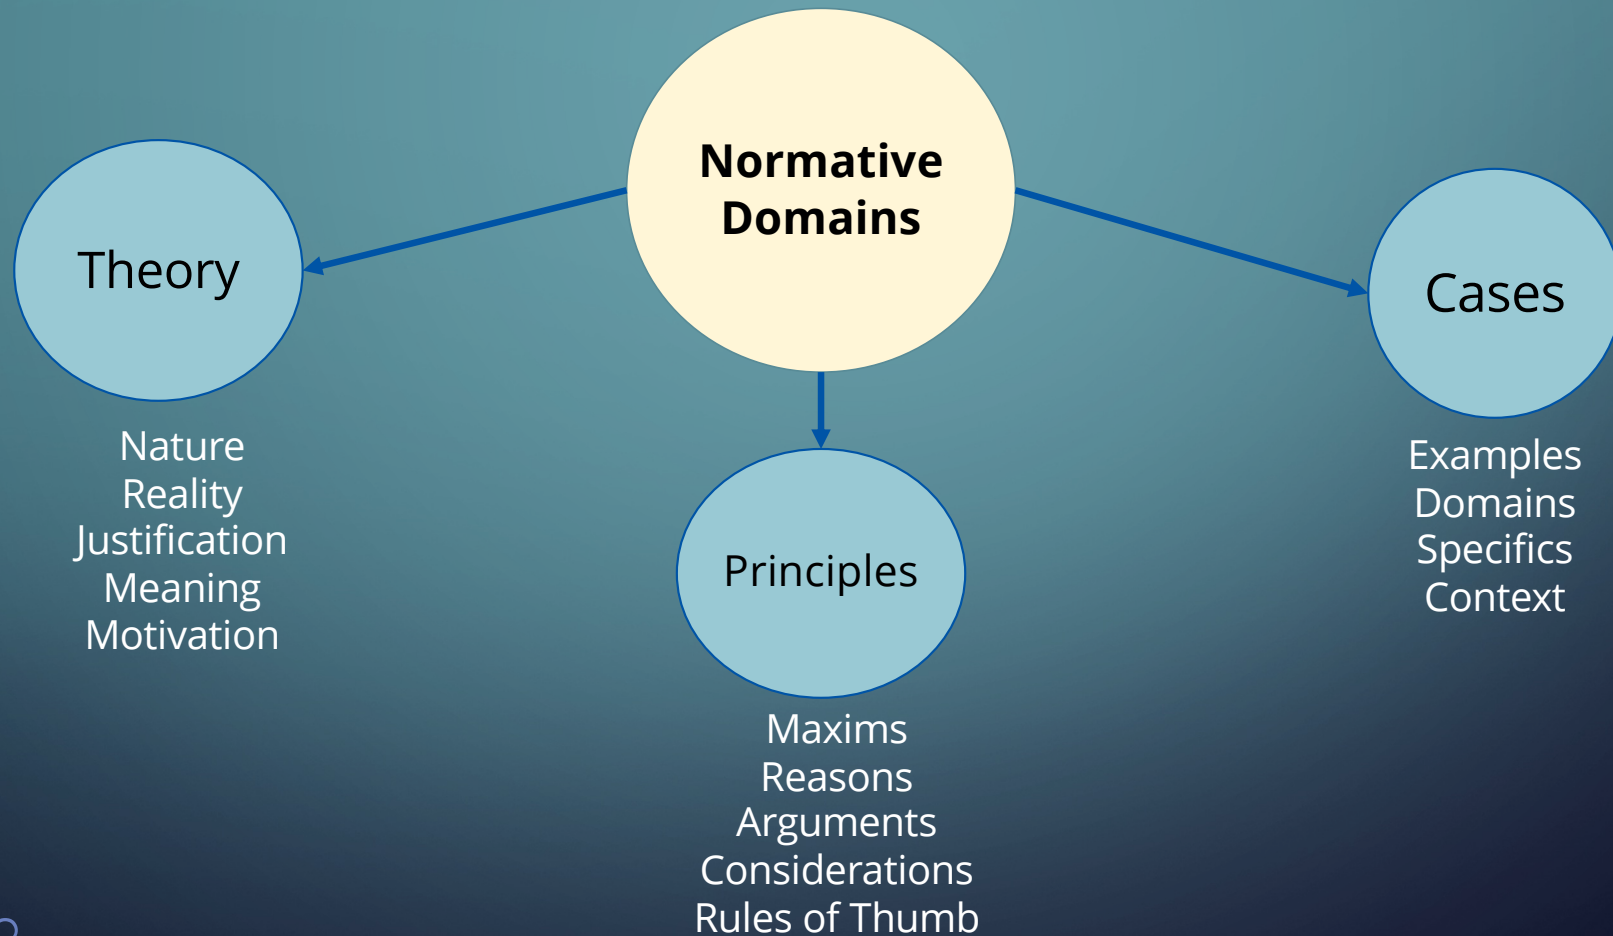 Normative
Domains
Theory
Nature
Reality
Justification
Meaning
Motivation
Principles
Maxims
Reasons
Arguments
Considerations
Rules of Thumb
Cases
Examples
Domains
Specifics
Context